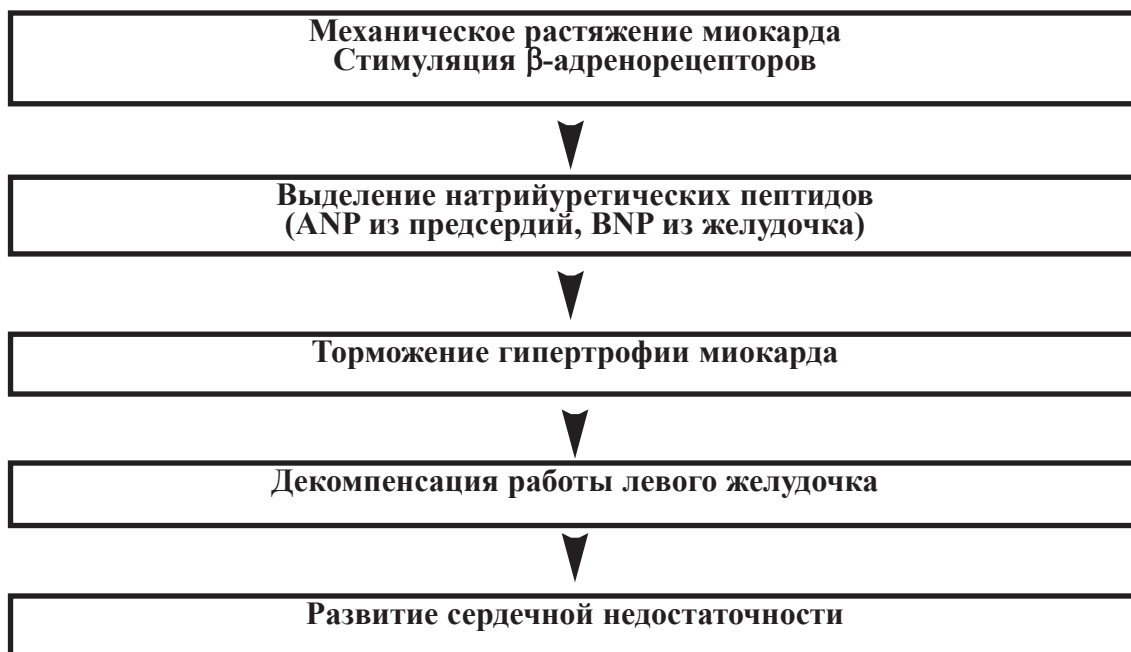 Механическое растяжение миокарда
Стимуляция β-адренорецепторов
Выделение натрийуретических пептидов
(ANP из предсердий, BNP из желудочка)
Торможение гипертрофии миокарда
Декомпенсация работы левого желудочка
Развитие сердечной недостаточности